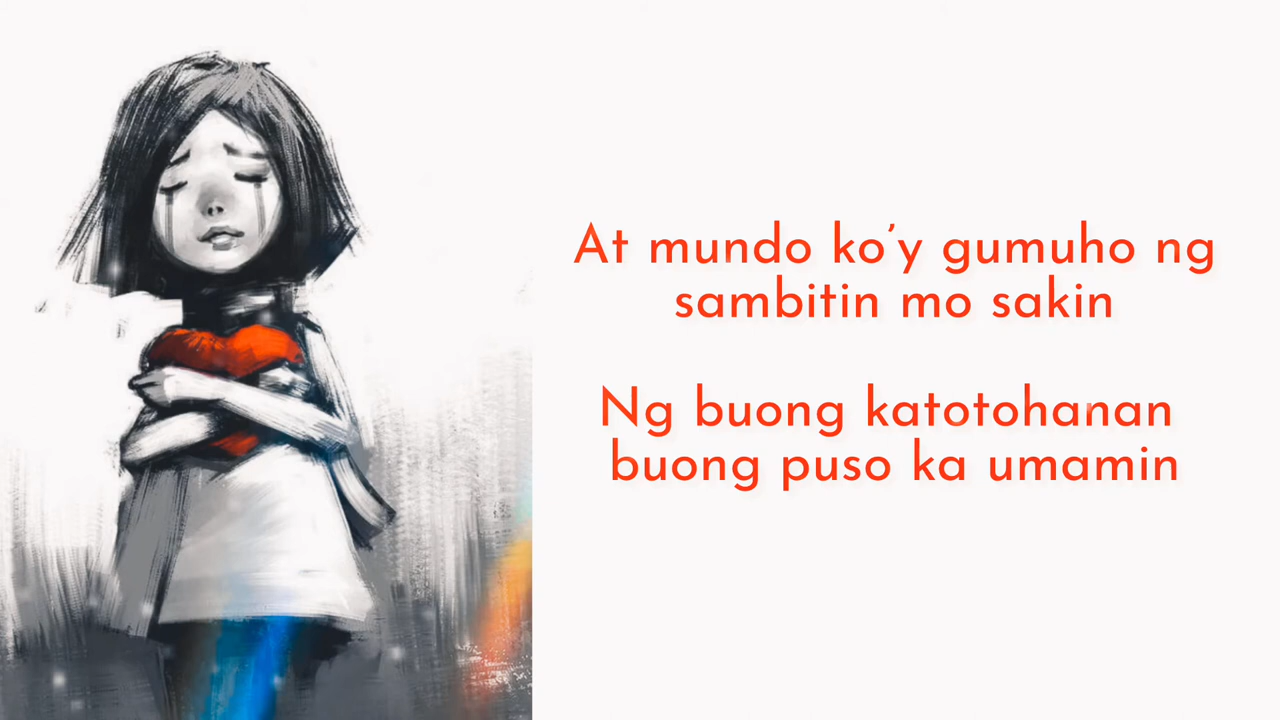 At mundo ko’y gumuho ng
sambitin mo sakin
Ng buong katotohanan
buong puso ka umamin